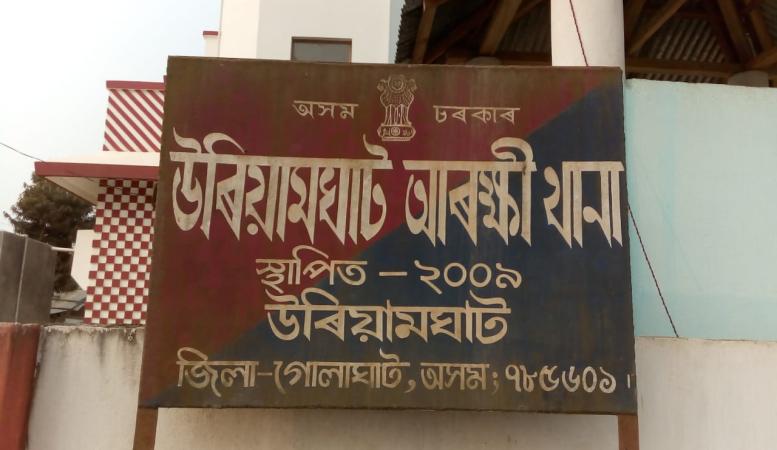 অসম চৰকাৰ
উৰিয়ামঘাট আৰক্ষী থানা
স্থাপিত – ২০০৯
উৰিয়ামঘাট
জিলা-গোলাঘাট, অসম; ৭৮৫৬০১।